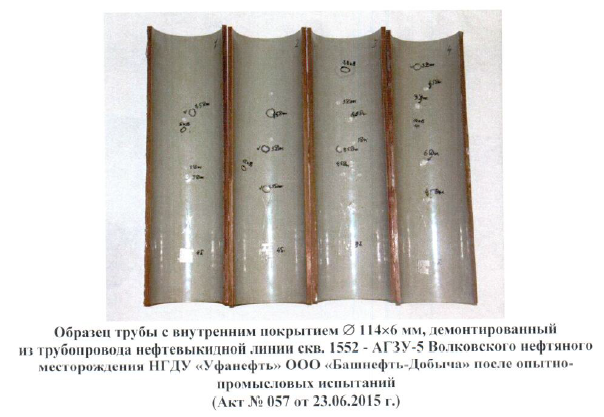 Образец трубы с внутренним покрытием ∅ 114×6 мм, демонтированный
из трубопровода нефтевыкидной линии скв. 1552 - АГЗУ-5 Волковского нефтяного
месторождения НГДУ «Уфанефть» ООО «Башнефть-Добыча» после опытно-
промысловых испытаний
(Акт № 057 от 23.06.2015 г.)